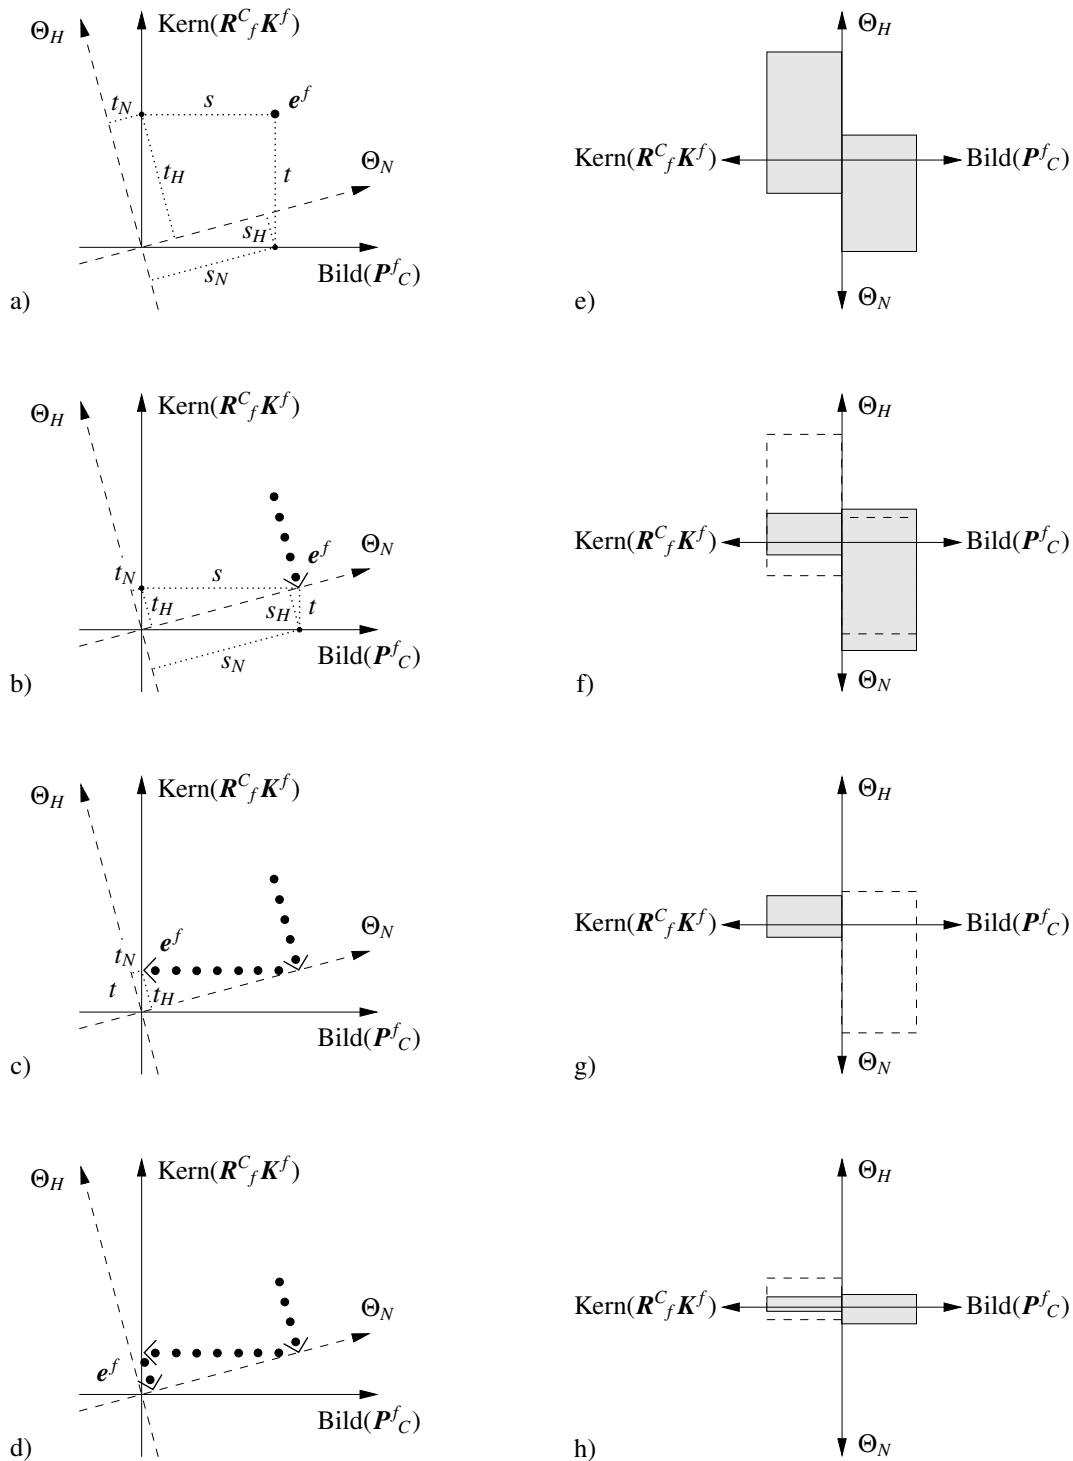 Θ_H
Kern(R^C_f K^f)
t_N
s
e^f
t_H
t
Θ_N
s_H
s_N
Bild(P^f_C)
a)
Θ_H
Kern(R^C_f K^f)
Bild(P^f_C)
Θ_N
e)
Θ_H
Kern(R^C_f K^f)
e^f
Θ_N
t_N
s
t_H
s_H
t
s_N
Bild(P^f_C)
b)
Θ_H
Kern(R^C_f K^f)
Bild(P^f_C)
Θ_N
f)
Θ_H
Kern(R^C_f K^f)
e^f
Θ_N
t_N
t
t_H
Bild(P^f_C)
c)
Θ_H
Kern(R^C_f K^f)
Bild(P^f_C)
Θ_N
g)
Θ_H
Kern(R^C_f K^f)
Θ_N
e^f
Bild(P^f_C)
d)
Θ_H
Kern(R^C_f K^f)
Bild(P^f_C)
Θ_N
h)